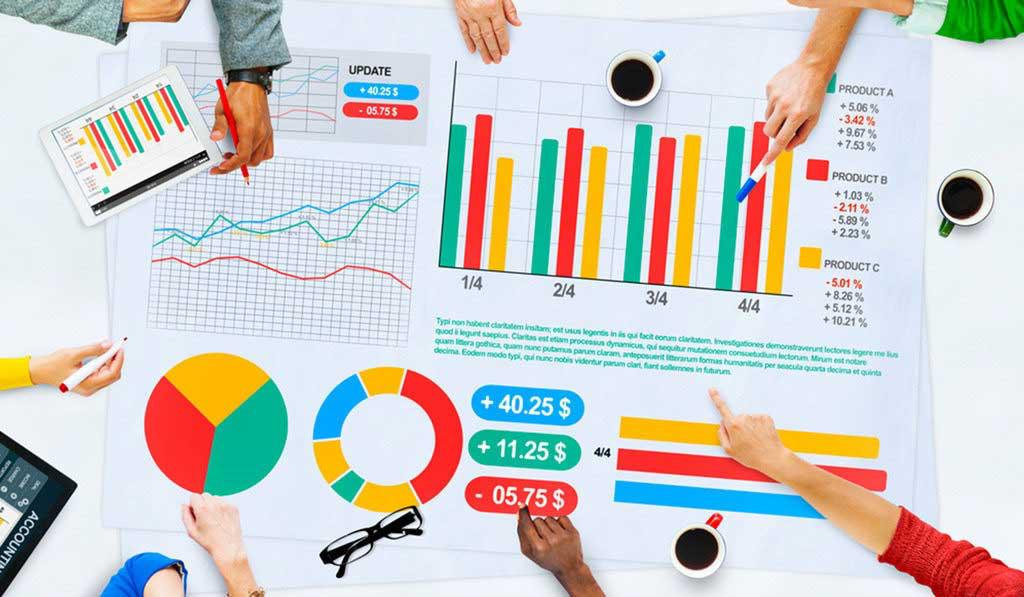 UPDATE
+ 40.25 $
- 05.75 $
PRODUCT A
+ 5.06 %
- 3.42 %
+ 9.67 %
+ 7.53 %
PRODUCT B
+ 1.03 %
- 2.11 %
- 5.89 %
+ 2.23 %
PRODUCT C
- 5.01 %
+ 8.26 %
+ 5.12 %
+ 10.21 %
1/4
2/4
3/4
4/4
Typi non habent claritatem insitam; est usus legentis in iis qui facit eorum claritatem. Investigationes demonstraverunt lectores legere me lius
quod ii legunt saepius. Claritas est etiam processus dynamicus, qui sequitur mutationem consuetudium lectorum. Mirum est notare
quam littera gothica, quam nunc putamus parum claram, anteposuerit litterarum formas humanitatis per seacula quarta decima et quinta
decima. Eodem modo typi, qui nunc nobis videntur parum clari, fiant sollemnes in futurum.
+ 40.25 $
+ 11.25 $
- 05.75 $
4/4
ACCOUNTIN